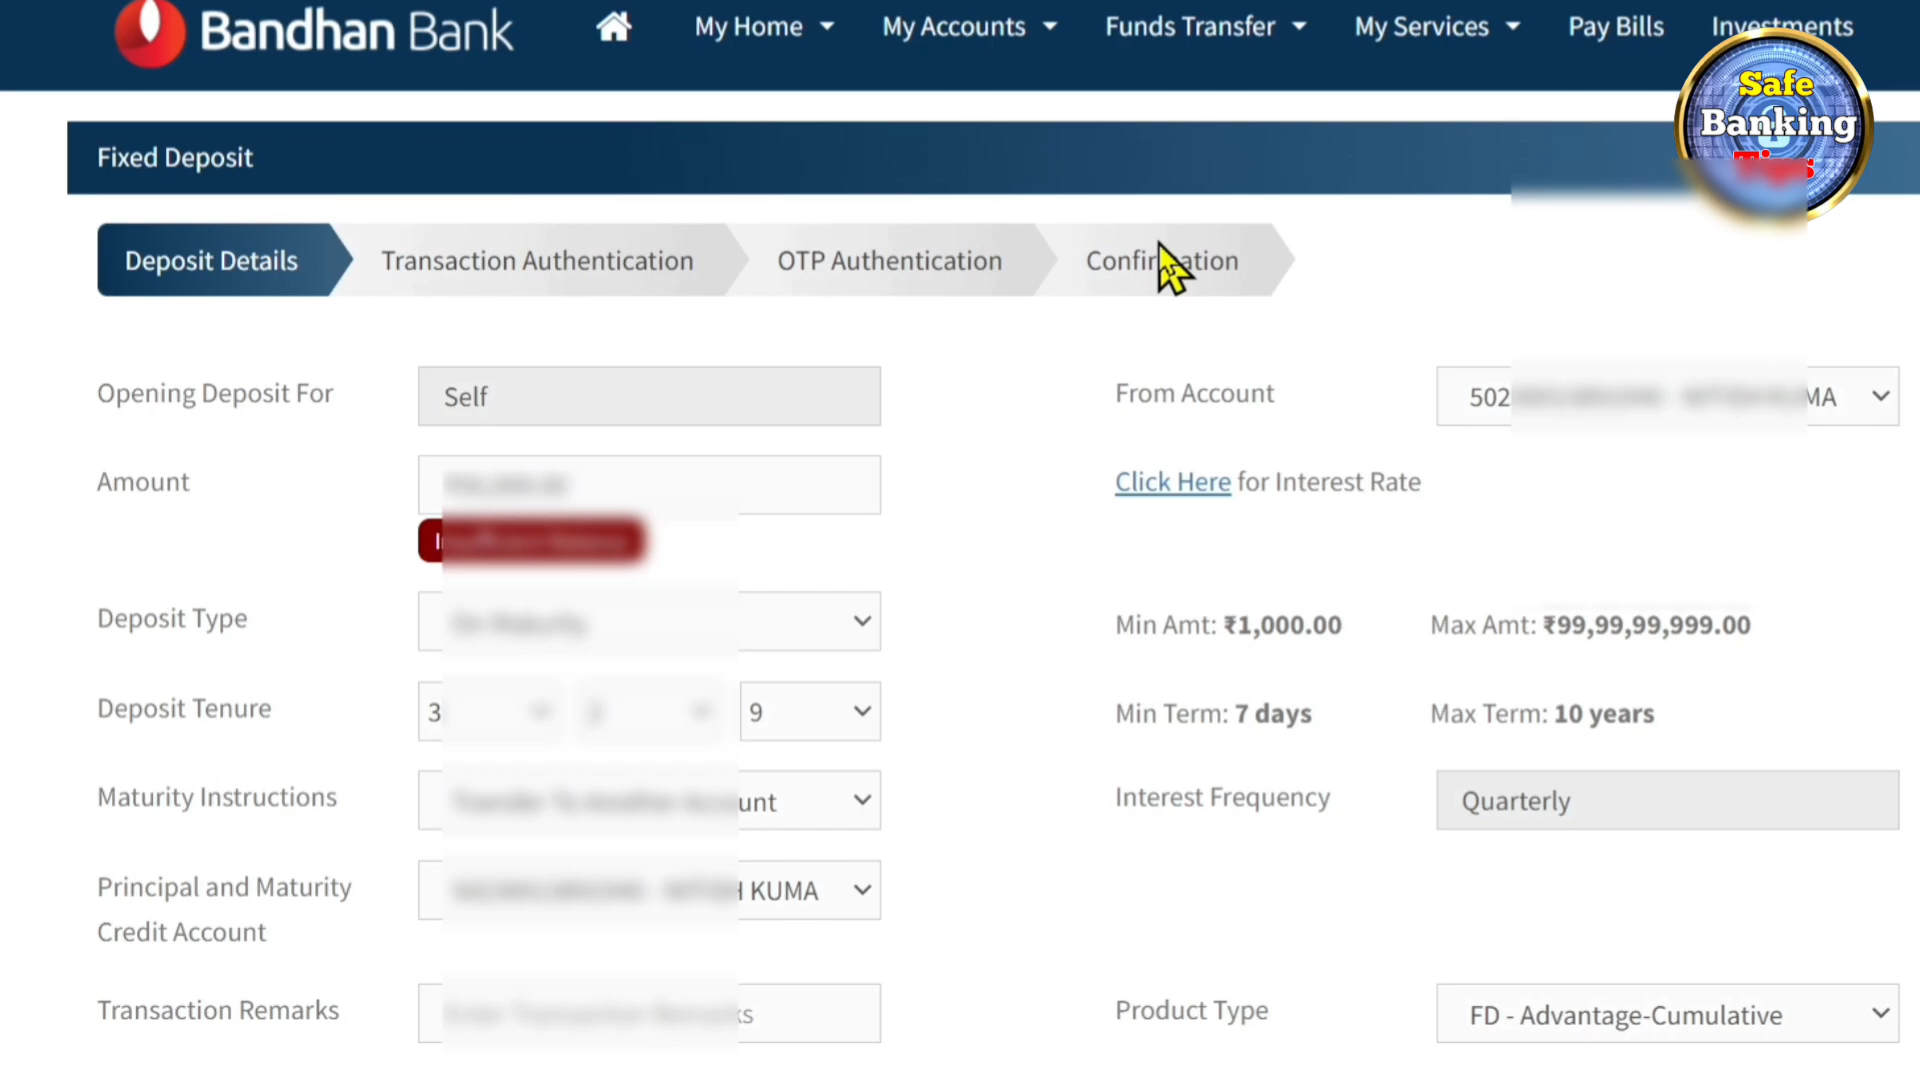 Bandhan Bank
My Home
My Accounts
Funds Transfer
My Services
Pay Bills
Investments
Safe
Banking
Tips
Fixed Deposit
Deposit Details
Transaction Authentication
OTP Authentication
Confirmation
Opening Deposit For
Self
From Account
502
MA
Amount
Click Here for Interest Rate
Deposit Type
Min Amt: ₹1,000.00
Max Amt: ₹99,99,99,999.00
Deposit Tenure
3
9
Min Term: 7 days
Max Term: 10 years
Maturity Instructions
unt
Interest Frequency
Quarterly
Principal and Maturity
Credit Account
KUMA
Transaction Remarks
ks
Product Type
FD - Advantage-Cumulative